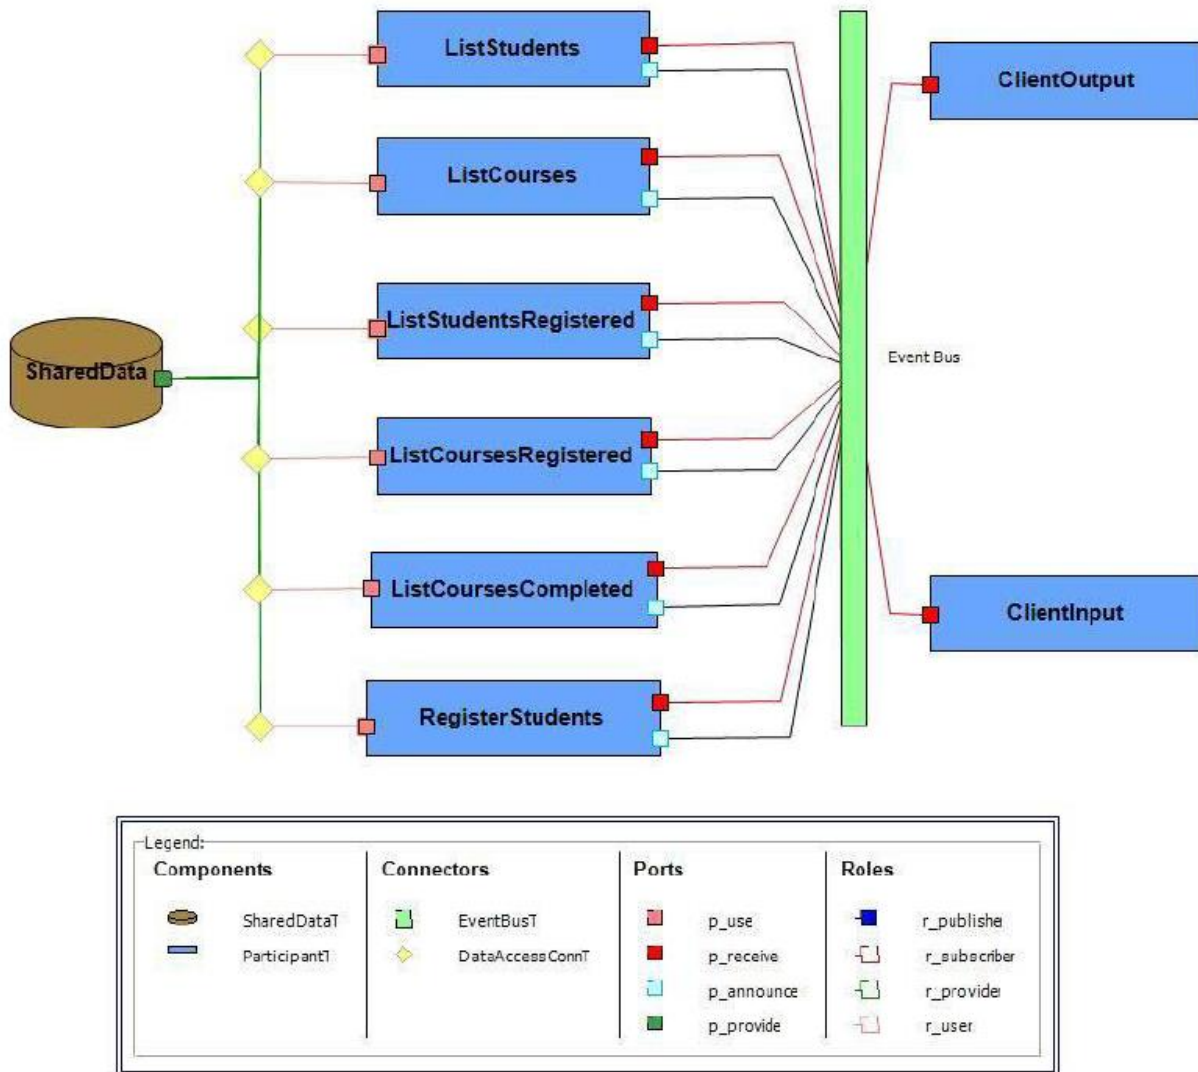 ListStudents
ClientOutput
ListCourses
ListStudentsRegistered
Event Bus
SharedData
ListCoursesRegistered
ListCoursesCompleted
ClientInput
RegisterStudents
Legend:
Components
Connectors
Ports
Roles
SharedDataT
EventBusT
p_use
r_publisher
ParticipantT
DataAccessConnT
p_receive
r_subscriber
p_announce
r_provider
p_provide
r_user